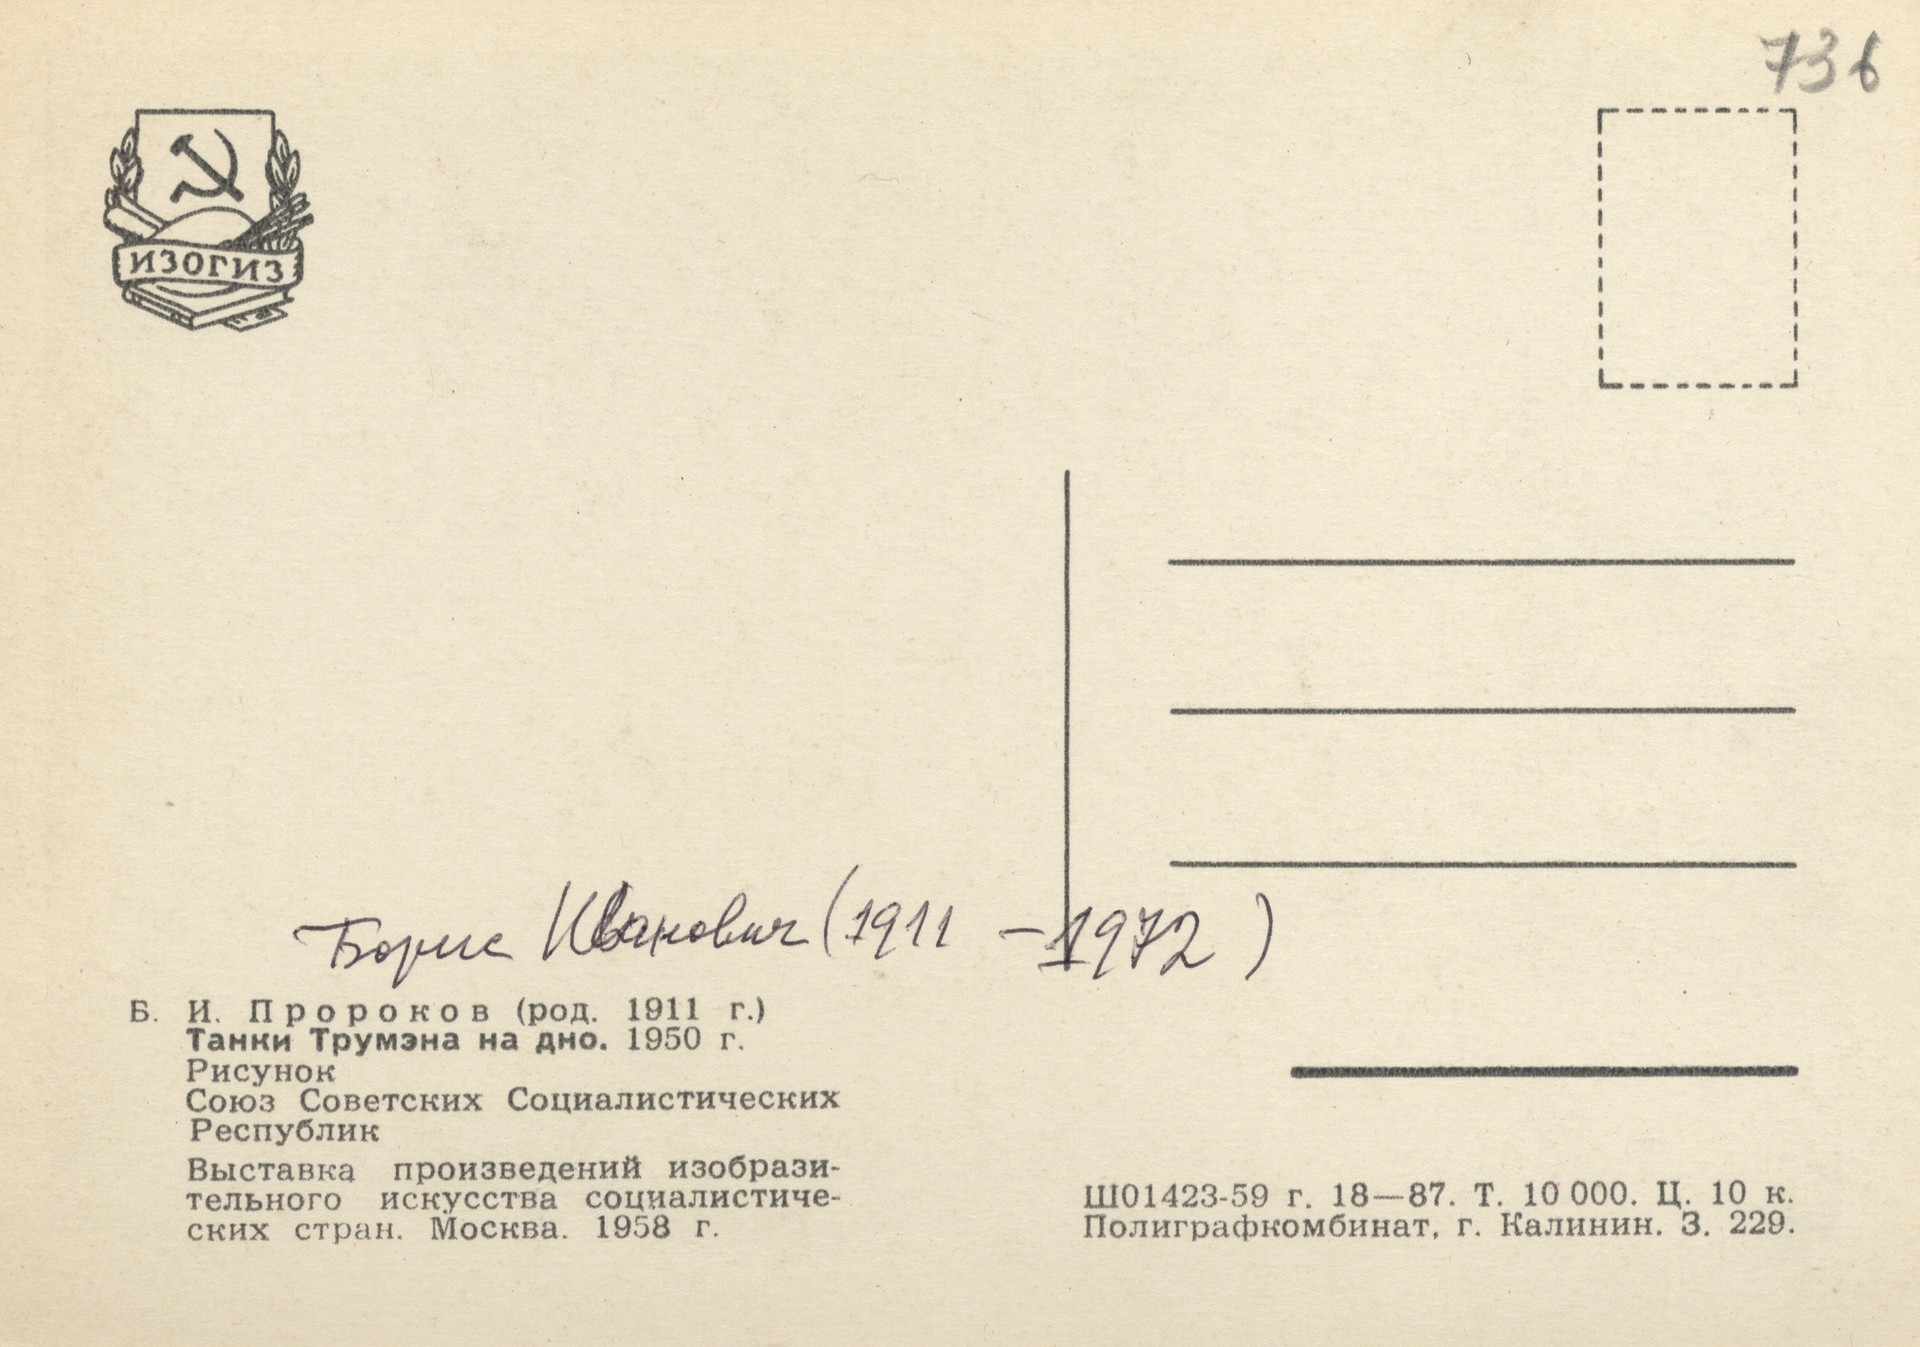 736
ИЗОГИЗ
Борис Иванович (1911 - 1972)
Б. И. Пророков (род. 1911 г.)
Танки Трумэна на дно. 1950 г.
Рисунок
Союз Советских Социалистических
Республик
Выставка произведений изобрази-
тельного искусства социалистиче-
ских стран. Москва. 1958 г.
Ш01423-59 г. 18—87. Т. 10 000. Ц. 10 к.
Полиграфкомбинат, г. Калинин. З. 229.